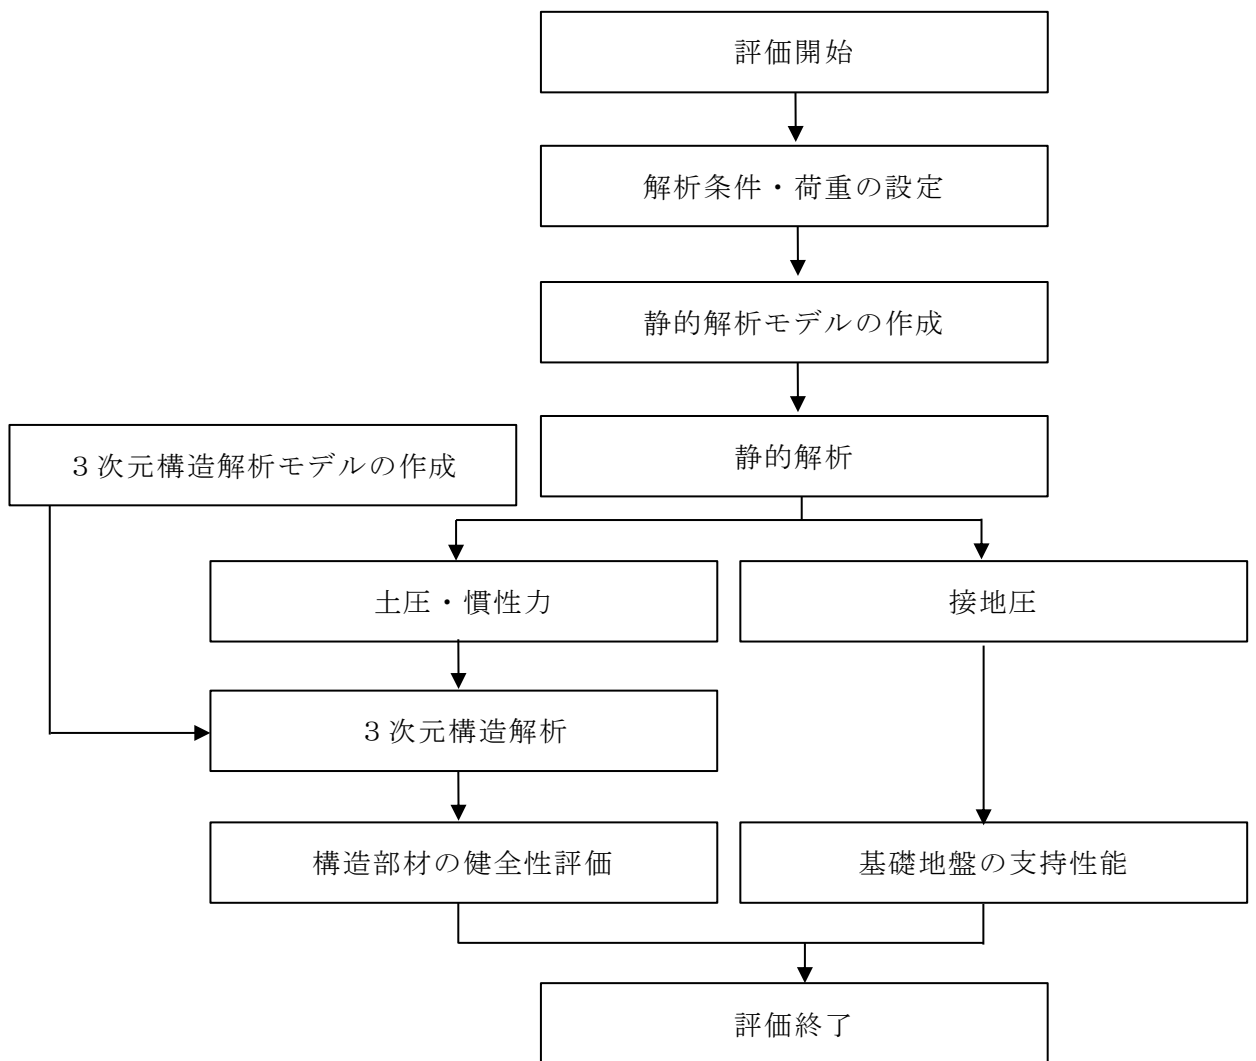 評価開始
解析条件・荷重の設定
静的解析モデルの作成
静的解析
３次元構造解析モデルの作成
土圧・慣性力
接地圧
３次元構造解析
構造部材の健全性評価
基礎地盤の支持性能
評価終了